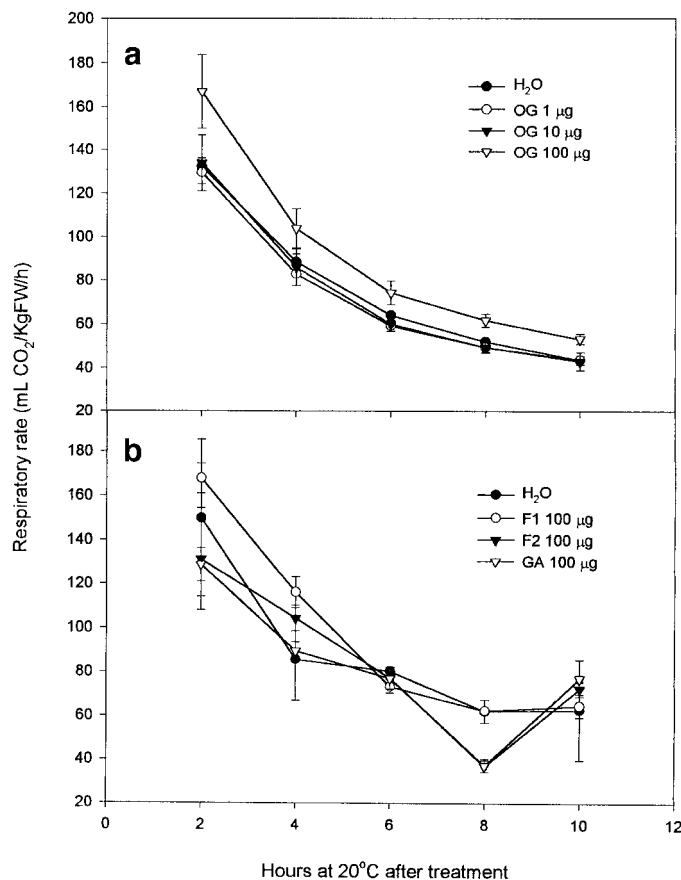 200
180
160
140
120
100
80
60
40
20
a
H₂O
OG 1 µg
OG 10 µg
OG 100 µg
180
160
140
120
100
80
60
40
20
b
H₂O
F1 100 µg
F2 100 µg
GA 100 µg
0 2 4 6 8 10 12
Respiratory rate (mL CO₂/KgFW/h)
Hours at 20°C after treatment